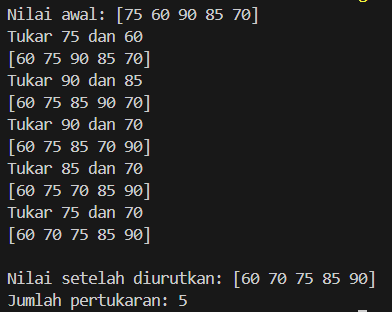 Nilai awal: [75 60 90 85 70]
Tukar 75 dan 60
[60 75 90 85 70]
Tukar 90 dan 85
[60 75 85 90 70]
Tukar 90 dan 70
[60 75 85 70 90]
Tukar 85 dan 70
[60 75 70 85 90]
Tukar 75 dan 70
[60 70 75 85 90]
Nilai setelah diurutkan: [60 70 75 85 90]
Jumlah pertukaran: 5